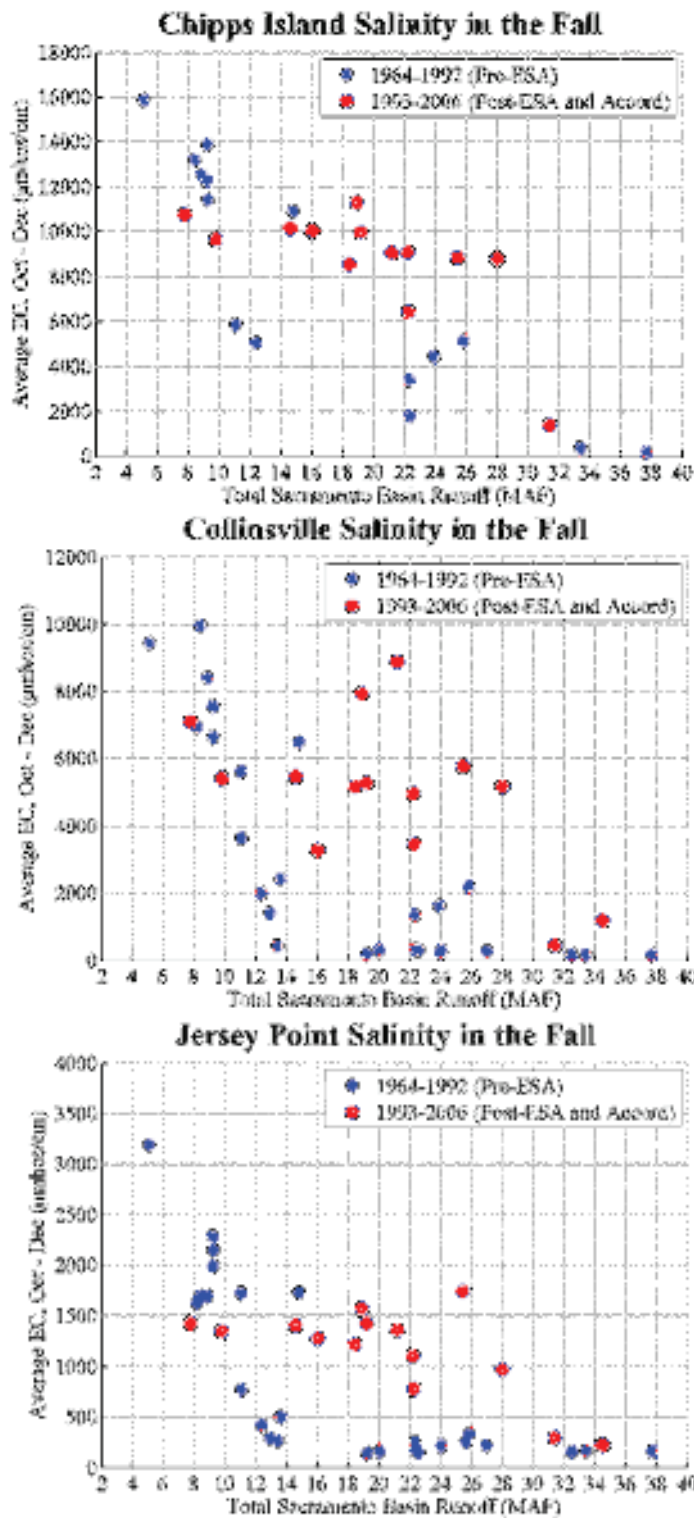 Chipps Island Salinity in the Fall
18000
1964-1992 (Pre-ESA)
16000
1993-2006 (Post-ESA and Accord)
14000
12000
10000
8000
6000
4000
2000
0
Average EC, Oct - Dec (µmhos/cm)
2 4 6 8 10 12 14 16 18 20 22 24 26 28 30 32 34 36 38 40
Total Sacramento Basin Runoff (MAF)
Collinsville Salinity in the Fall
12000
1964-1992 (Pre-ESA)
1993-2006 (Post-ESA and Accord)
10000
8000
6000
4000
2000
0
Average EC, Oct - Dec (µmhos/cm)
2 4 6 8 10 12 14 16 18 20 22 24 26 28 30 32 34 36 38 40
Total Sacramento Basin Runoff (MAF)
Jersey Point Salinity in the Fall
4000
1964-1992 (Pre-ESA)
1993-2006 (Post-ESA and Accord)
3500
3000
2500
2000
1500
1000
500
0
Average EC, Oct - Dec (µmhos/cm)
2 4 6 8 10 12 14 16 18 20 22 24 26 28 30 32 34 36 38 40
Total Sacramento Basin Runoff (MAF)